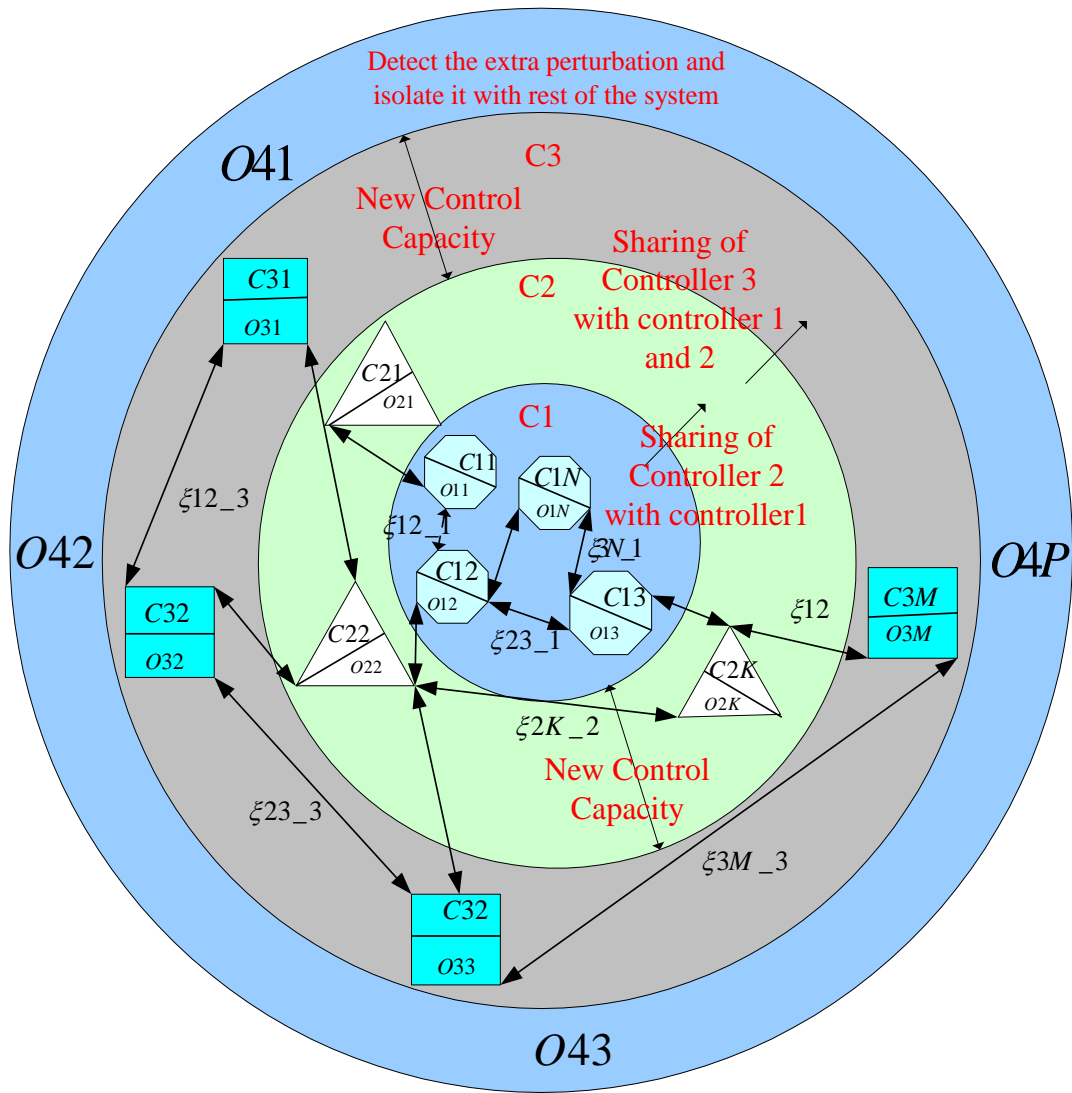 Detect the extra perturbation and
isolate it with rest of the system
O41
C3
New Control
Capacity
Sharing of
Controller 3
with controller 1
and 2
C31
O31
C2
C21
O21
C1
Sharing of
Controller 2
with controller1
C11
O11
C1N
O1N
ξ12_3
ξ12_1
ξ3N_1
O42
O4P
C12
O12
C13
O13
ξ23_1
ξ12
C3M
O3M
C32
O32
C22
O22
C2K
O2K
ξ2K_2
New Control
Capacity
ξ23_3
ξ3M_3
C32
O33
O43